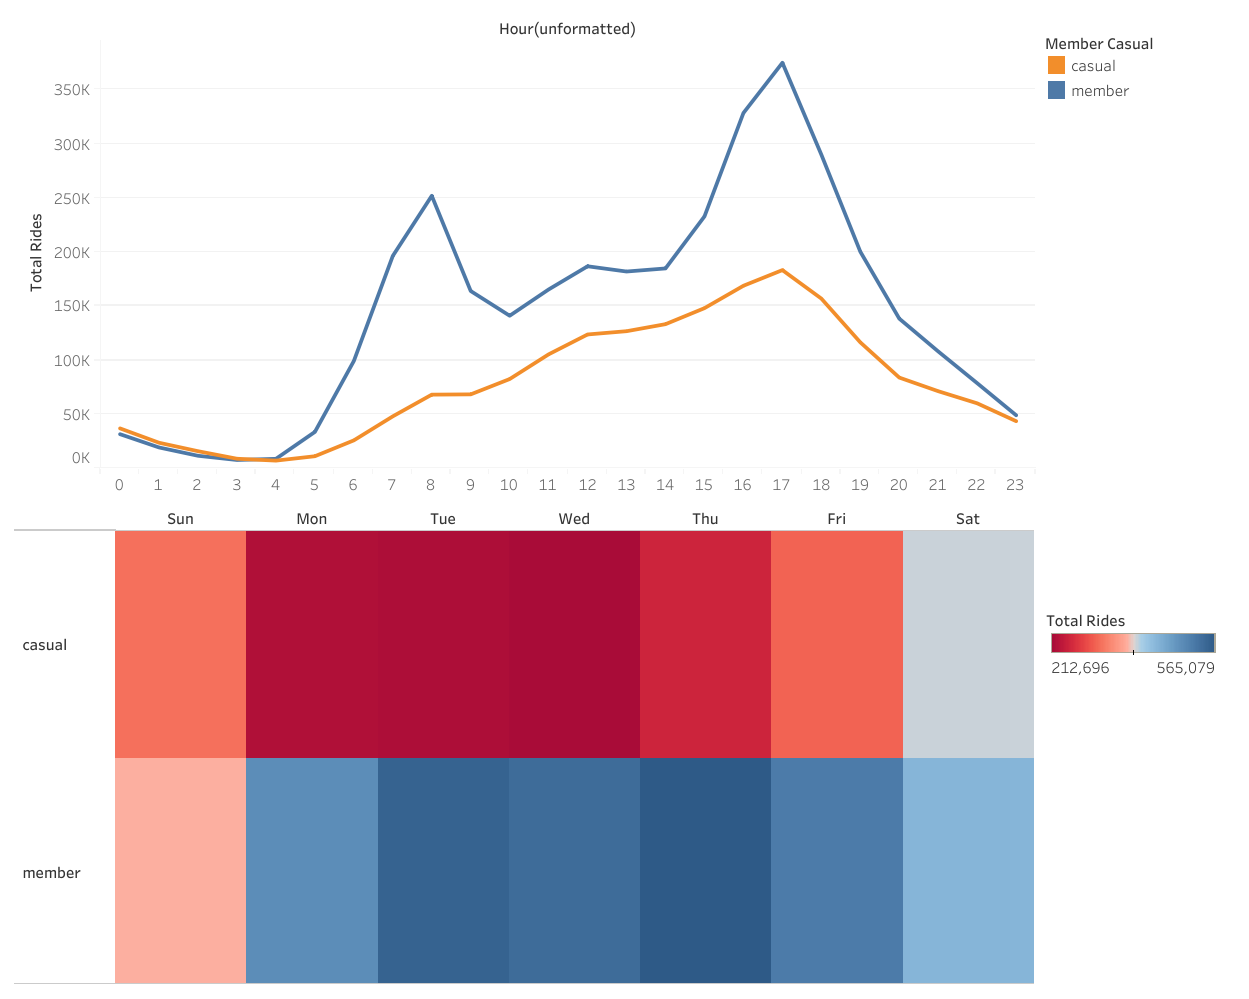 Hour(unformatted)
Total Rides
350K
300K
250K
200K
150K
100K
50K
0K
0 1 2 3 4 5 6 7 8 9 10 11 12 13 14 15 16 17 18 19 20 21 22 23
Member Casual
casual
member
Sun Mon Tue Wed Thu Fri Sat
casual
member
Total Rides
212,696 565,079